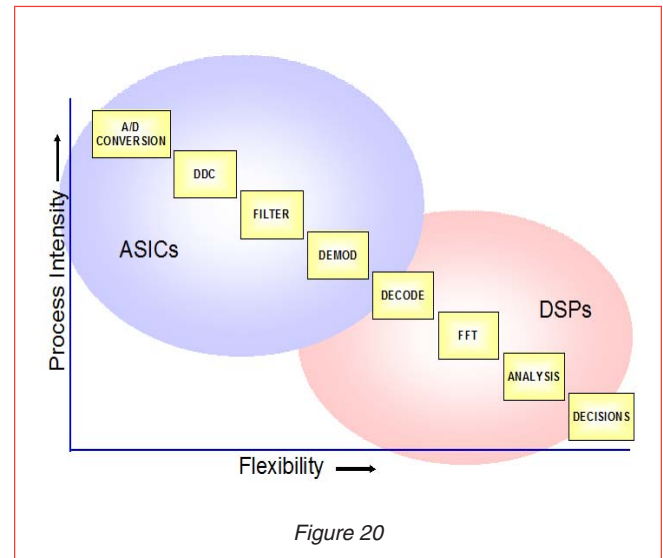 A/D
CONVERSION
DDC
FILTER
ASICs
DEMOD
DECODE
DSPs
FFT
ANALYSIS
DECISIONS
Process Intensity
Flexibility
Figure 20